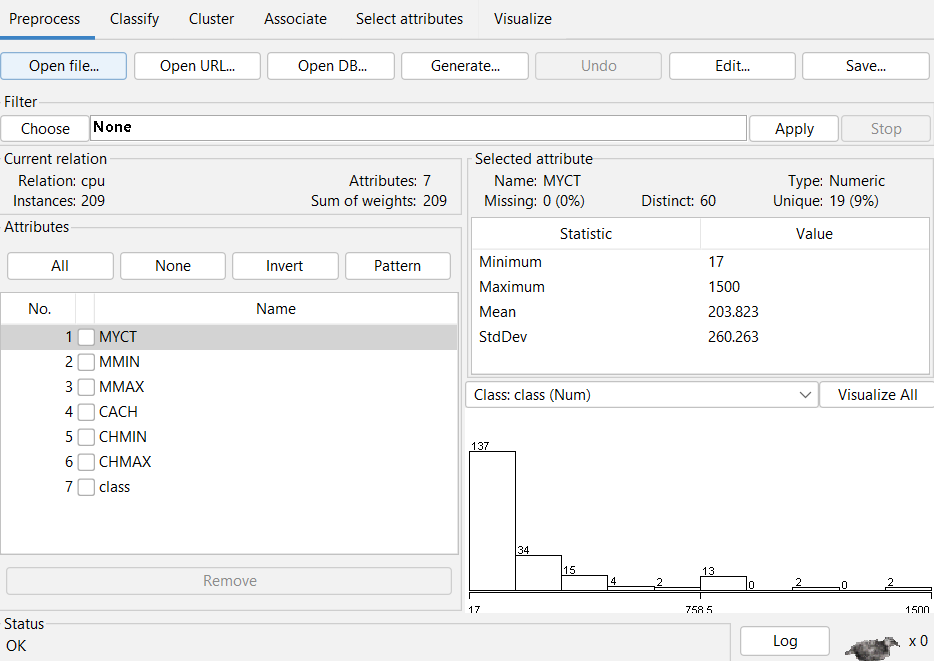 Preprocess Classify Cluster Associate Select attributes Visualize
Open file... Open URL... Open DB... Generate... Undo Edit... Save...
Filter
Choose None Apply Stop
Current relation
Relation: cpu Attributes: 7
Instances: 209 Sum of weights: 209
Selected attribute
Name: MYCT Type: Numeric
Missing: 0 (0%) Distinct: 60 Unique: 19 (9%)
Statistic Value
Minimum 17
Maximum 1500
Mean 203.823
StdDev 260.263
Attributes
All None Invert Pattern
No. Name
1 MYCT
2 MMIN
3 MMAX
4 CACH
5 CHMIN
6 CHMAX
7 class
Remove
Class: class (Num) Visualize All
137
34
15
4
2
13
0
2
0
2
17 758.5 1500
Status
OK
Log x 0